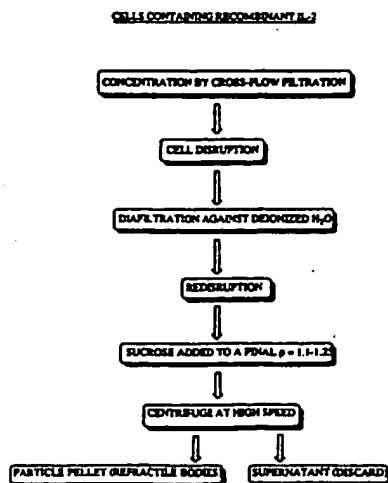 CELLS CONTAINING RECOMBINANT IL-2
CONCENTRATION BY CROSS-FLOW FILTRATION
CELL DISRUPTION
DIAFILTRATION AGAINST DEIONIZED H₂O
REDISRUPTION
SUCROSE ADDED TO A FINAL ρ = 1.1-1.25
CENTRIFUGE AT HIGH SPEED
PARTICLE PELLET (REFRACTILE BODIES
SUPERNATANT (DISCARD)